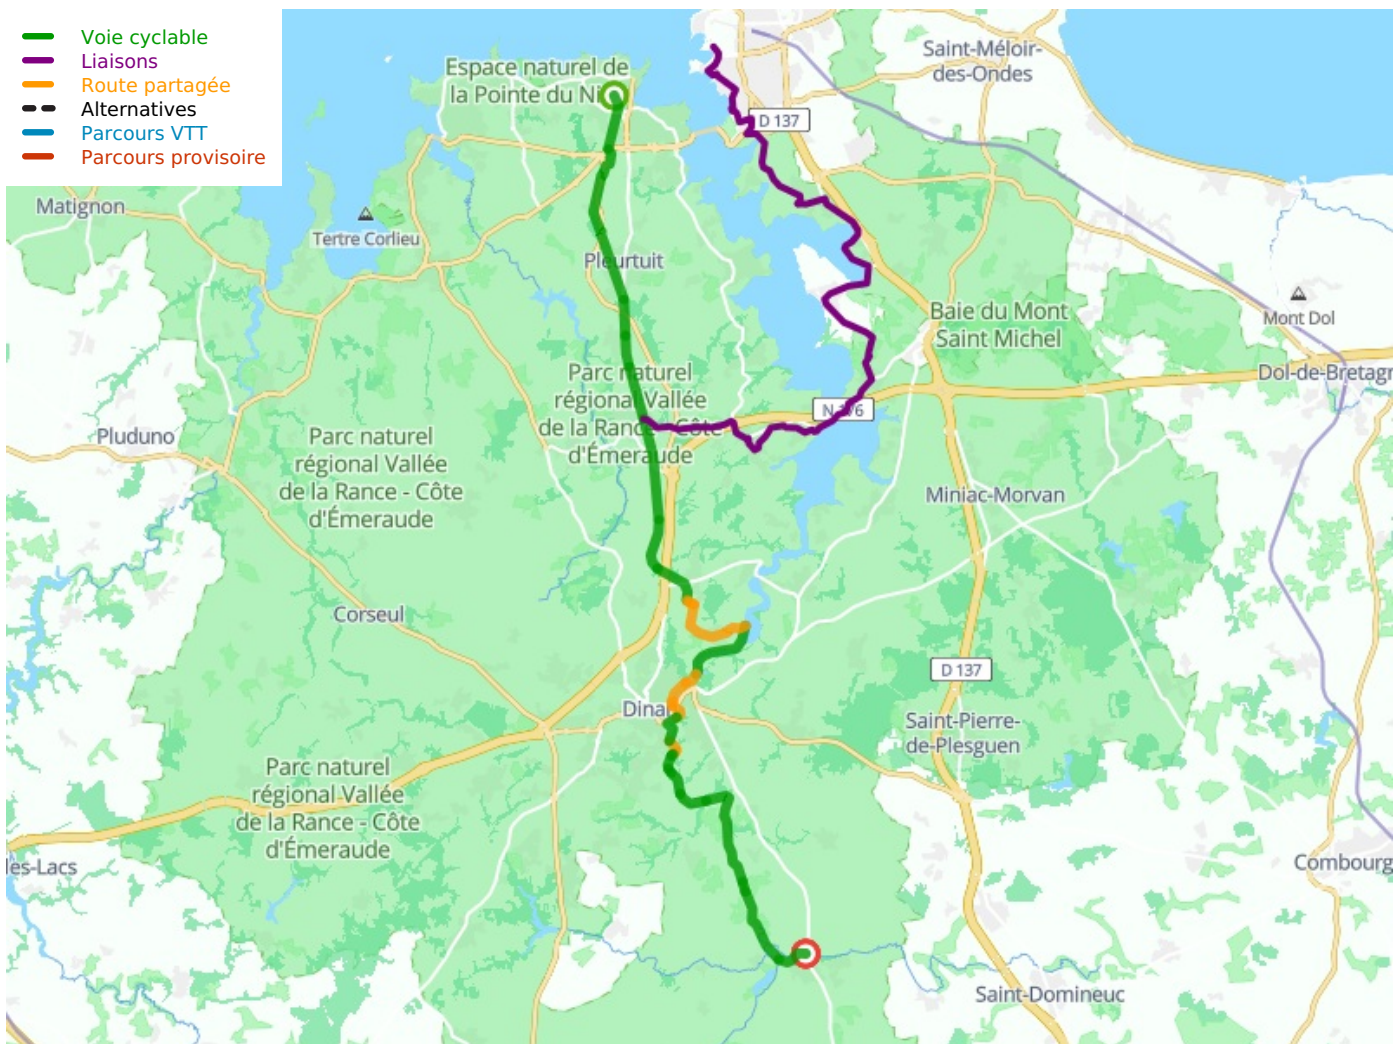 Voie cyclable
Liaisons
Route partagée
Alternatives
Parcours VTT
Parcours provisoire
Espace naturel de
la Pointe du Ni
Saint-Méloir-
des-Ondes
D 137
Matignon
Tertre Corlieu
Pleurtuit
Mont Dol
Baie du Mont
Saint Michel
Parc naturel
régional Vallée
de la Rance - Côte
d'Émeraude
Dol-de-Bretagn
N 176
Pluduno
Parc naturel
régional Vallée
de la Rance - Côte
d'Émeraude
Miniac-Morvan
Corseul
D 137
Dinan
Saint-Pierre-
de-Plesguen
Parc naturel
régional Vallée
de la Rance - Côte
d'Émeraude
les-Lacs
Combourg
Saint-Domineuc